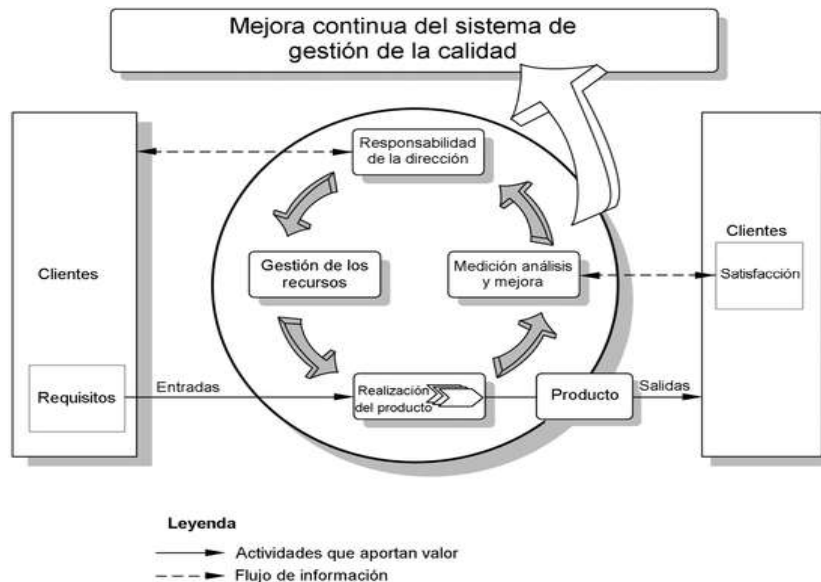 Mejora continua del sistema de
gestión de la calidad
Responsabilidad
de la dirección
Clientes
Gestión de los
recursos
Medición análisis
y mejora
Clientes
Satisfacción
Requisitos
Entradas
Realización
del producto
Producto
Salidas
Leyenda
Actividades que aportan valor
Flujo de información